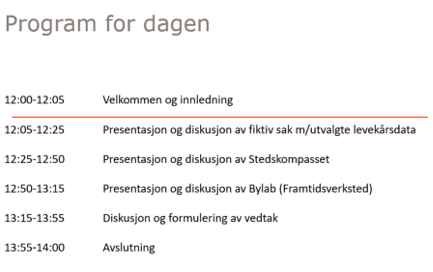 Program for dagen
12:00-12:05 Velkommen og innledning
12:05-12:25 Presentasjon og diskusjon av fiktiv sak m/utvalgte levekårsdata
12:25-12:50 Presentasjon og diskusjon av Stedskompasset
12:50-13:15 Presentasjon og diskusjon av Bylab (Framtidsverksted)
13:15-13:55 Diskusjon og formulering av vedtak
13:55-14:00 Avslutning